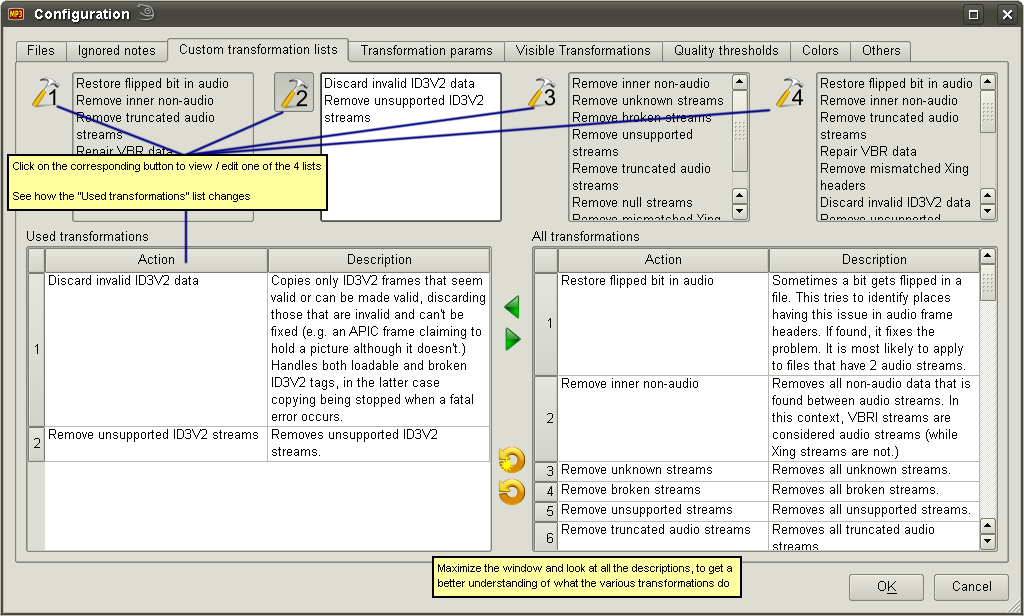 MP3 Configuration
Files Ignored notes Custom transformation lists Transformation params Visible Transformations Quality thresholds Colors Others
1
Restore flipped bit in audio
Remove inner non-audio
Remove truncated audio
streams
Repair VBR data
2
Discard invalid ID3V2 data
Remove unsupported ID3V2
streams
3
Remove inner non-audio
Remove unknown streams
Remove broken streams
Remove unsupported
streams
Remove truncated audio
streams
Remove null streams
Remove mismatched Xing
4
Restore flipped bit in audio
Remove inner non-audio
Remove truncated audio
streams
Repair VBR data
Remove mismatched Xing
headers
Discard invalid ID3V2 data
Remove unsupported
Click on the corresponding button to view / edit one of the 4 lists
See how the "Used transformations" list changes
Used transformations
Action Description
1
Discard invalid ID3V2 data
Copies only ID3V2 frames that seem
valid or can be made valid, discarding
those that are invalid and can't be
fixed (e.g. an APIC frame claiming to
hold a picture although it doesn't.)
Handles both loadable and broken
ID3V2 tags, in the latter case
copying being stopped when a fatal
error occurs.
2
Remove unsupported ID3V2 streams
Removes unsupported ID3V2
streams.
All transformations
Action Description
1
Restore flipped bit in audio
Sometimes a bit gets flipped in a
file. This tries to identify places
having this issue in audio frame
headers. If found, it fixes the
problem. It is most likely to apply
to files that have 2 audio streams.
2
Remove inner non-audio
Removes all non-audio data that is
found between audio streams. In
this context, VBRI streams are
considered audio streams (while
Xing streams are not.)
3 Remove unknown streams Removes all unknown streams.
4 Remove broken streams Removes all broken streams.
5 Remove unsupported streams Removes all unsupported streams.
6 Remove truncated audio streams Removes all truncated audio
streams
Maximize the window and look at all the descriptions, to get a
better understanding of what the various transformations do
OK Cancel